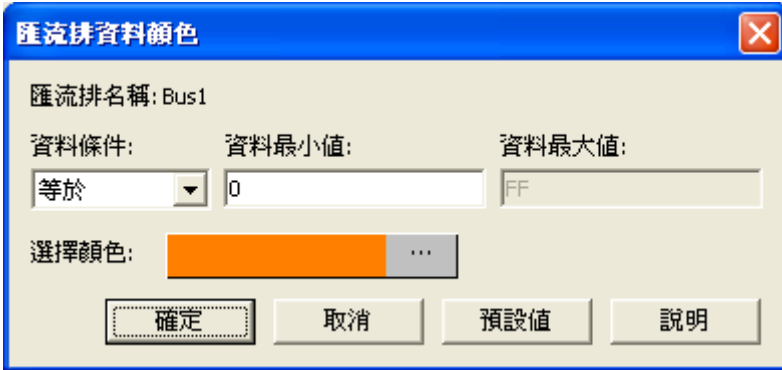 匯流排資料顏色
匯流排名稱: Bus1
資料條件: 資料最小值: 資料最大值:
等於 0 FF
選擇顏色: ...
確定 取消 預設值 說明